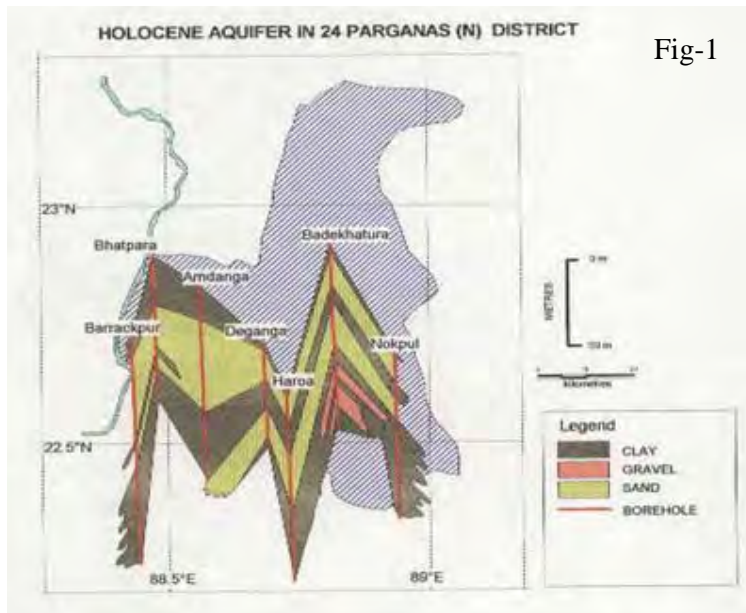 HOLOCENE AQUIFER IN 24 PARGANAS (N) DISTRICT
Fig-1
23°N
Bhatpara
Badekhatura
Amdanga
Barrackpur
Deganga
Nokpul
Haroa
0 m
METRES
kilometres
22.5°N
Legend
CLAY
GRAVEL
SAND
BOREHOLE
88.5°E
89°E